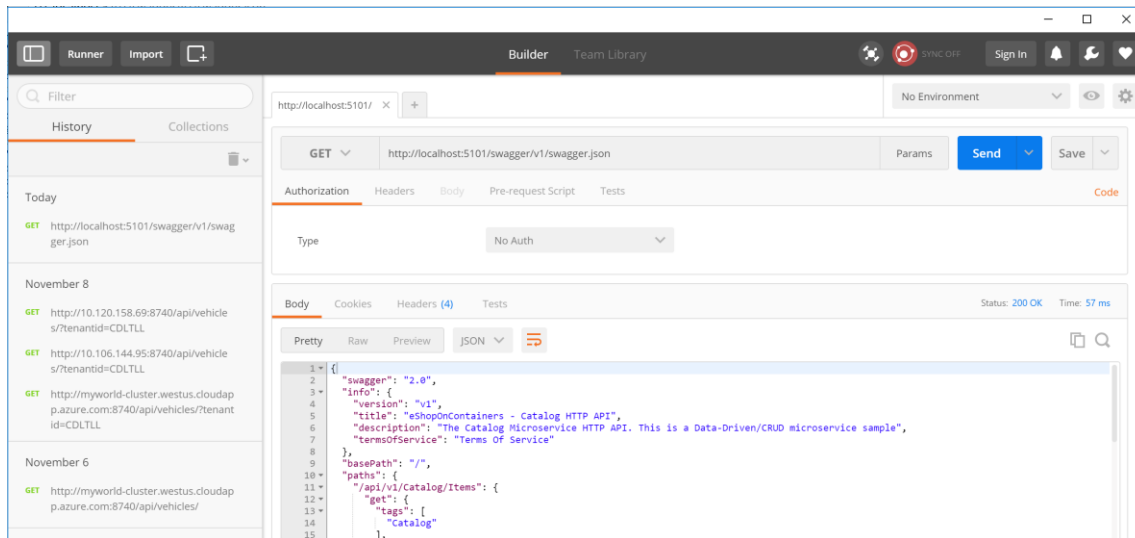 Runner Import Builder Team Library SYNC OFF Sign In
Filter
History Collections
Today
GET http://localhost:5101/swagger/v1/swag
ger.json
November 8
GET http://10.120.158.69:8740/api/vehicle
s/?tenantid=CDLTLL
GET http://10.106.144.95:8740/api/vehicle
s/?tenantid=CDLTLL
GET http://myworld-cluster.westus.cloudap
p.azure.com:8740/api/vehicles/?tenant
id=CDLTLL
November 6
GET http://myworld-cluster.westus.cloudap
p.azure.com:8740/api/vehicles/
http://localhost:5101/ No Environment
GET http://localhost:5101/swagger/v1/swagger.json Params Send Save
Authorization Headers Body Pre-request Script Tests Code
Type No Auth
Body Cookies Headers (4) Tests Status: 200 OK Time: 57 ms
Pretty Raw Preview JSON
1 {
2 "swagger": "2.0",
3 "info": {
4 "version": "v1",
5 "title": "eShopOnContainers - Catalog HTTP API",
6 "description": "The Catalog Microservice HTTP API. This is a Data-Driven/CRUD microservice sample",
7 "termsOfService": "Terms Of Service"
8 },
9 "basePath": "/",
10 "paths": {
11 "/api/v1/Catalog/Items": {
12 "get": {
13 "tags": [
14 "Catalog"
15 ],